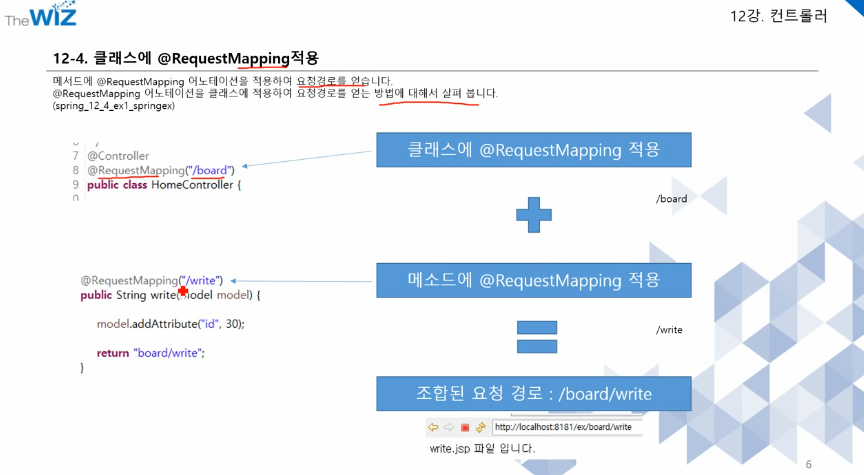 The WIZ
12강. 컨트롤러
12-4. 클래스에 @RequestMapping적용
메서드에 @RequestMapping 어노테이션을 적용하여 요청경로를 얻습니다.
@RequestMapping 어노테이션을 클래스에 적용하여 요청경로를 얻는 방법에 대해서 살펴 봅니다.
(spring_12_4_ex1_springex)
7 @Controller
8 @RequestMapping("/board")
9 public class HomeController {
클래스에 @RequestMapping 적용
/board
@RequestMapping("/write")
public String write(Model model) {
model.addAttribute("id", 30);
return "board/write";
}
메소드에 @RequestMapping 적용
/write
조합된 요청 경로 : /board/write
http://localhost:8181/ex/board/write
write.jsp 파일 입니다.
6